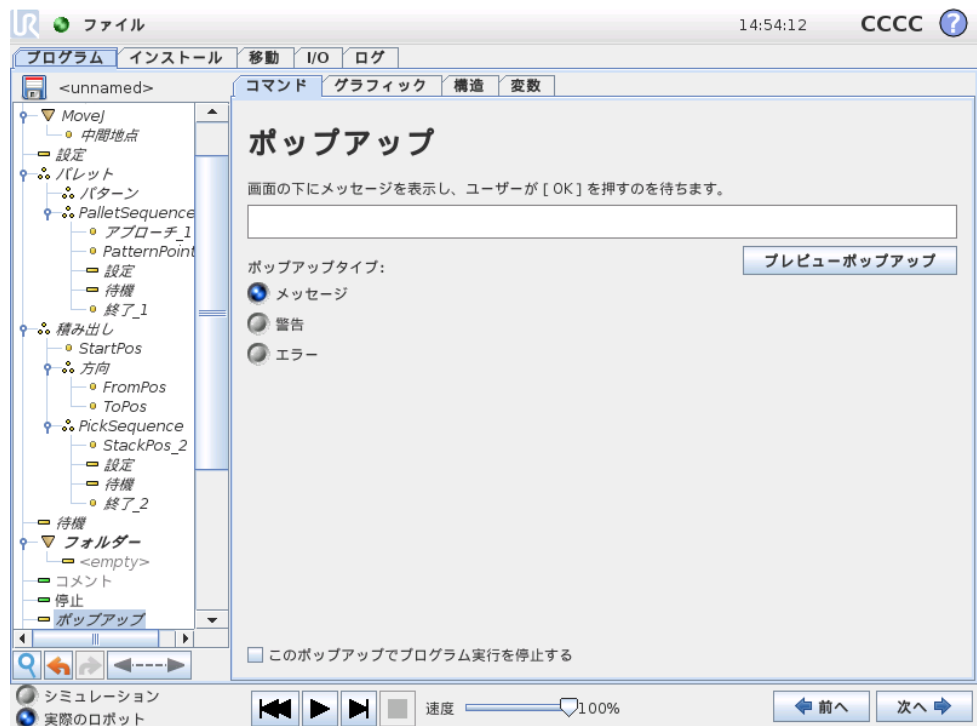 UR
ファイル
14:54:12
CCCC
?
プログラム
インストール
移動
I/O
ログ
<unnamed>
MoveJ
中間地点
設定
パレット
パターン
PalletSequence
アプローチ_1
PatternPoint
設定
待機
終了_1
積み出し
StartPos
方向
FromPos
ToPos
PickSequence
StackPos_2
設定
待機
終了_2
待機
フォルダー
<empty>
コメント
停止
ポップアップ
コマンド
グラフィック
構造
変数
ポップアップ
画面の下にメッセージを表示し、ユーザーが [ OK ] を押すのを待ちます。
プレビューポップアップ
ポップアップタイプ:
メッセージ
警告
エラー
このポップアップでプログラム実行を停止する
シミュレーション
実際のロボット
速度
100%
前へ
次へ